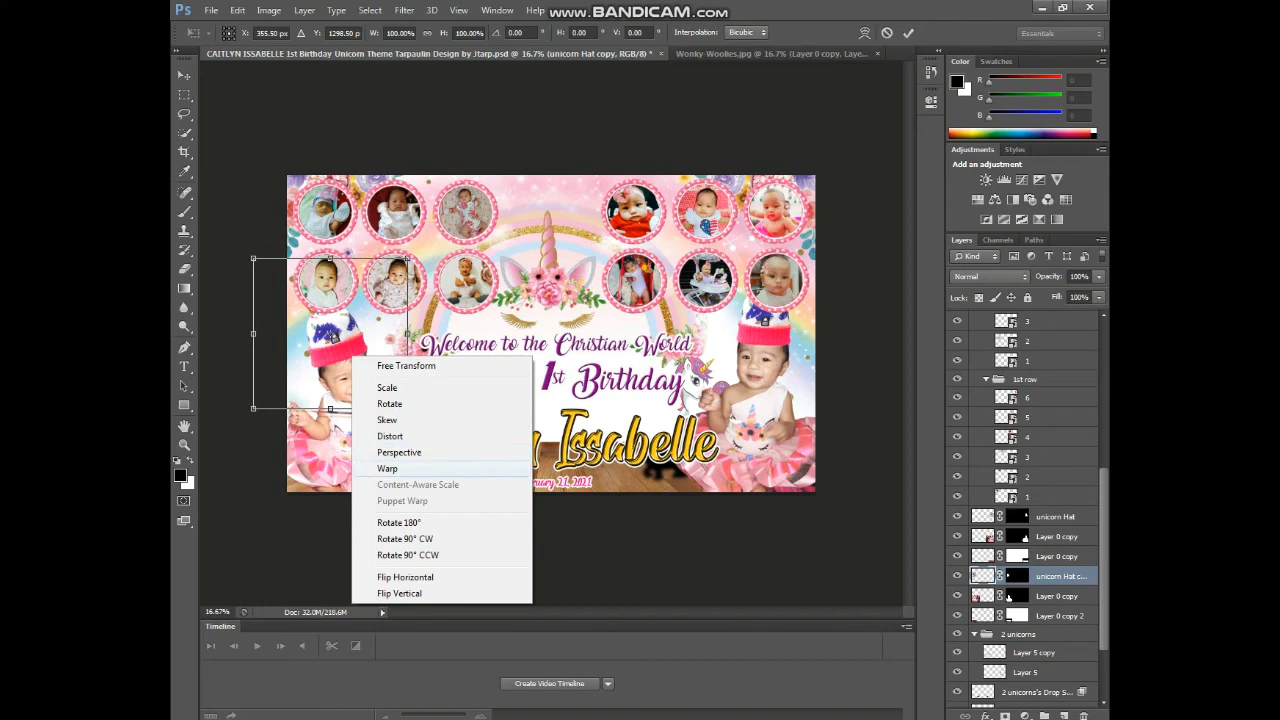 www.BANDICAM.com
Ps File Edit Image Layer Type Select Filter 3D View Window Help
X: 355.50 px Y: 1298.50 p: W: 100.00% H: 100.00% 0.00 ° H: 0.00 ° V: 0.00 ° Interpolation: Bicubic Essentials
CAITLYN ISSABELLE 1st Birthday Unicorn Theme Tarpaulin Design by Jtarp.psd @ 16.7% (unicorn Hat copy, RGB/8) * ×
Wonky-Woolies.jpg @ 16.7% (Layer 0 copy, Laye... ×
Color Swatches
R 0
G 0
B 0
Adjustments Styles
Add an adjustment
Layers Channels Paths
Kind
Normal Opacity: 100%
Lock: Fill: 100%
3
2
1
1st row
6
5
4
3
2
1
unicorn Hat
Layer 0 copy
Layer 0 copy
unicorn Hat c...
Layer 0 copy
Layer 0 copy 2
2 unicorns
Layer 5 copy
Layer 5
2 unicorns's Drop S...
Welcome to the Christian World
1st Birthday
Issabelle
21, 2021
Free Transform
Scale
Rotate
Skew
Distort
Perspective
Warp
Content-Aware Scale
Puppet Warp
Rotate 180°
Rotate 90° CW
Rotate 90° CCW
Flip Horizontal
Flip Vertical
16.67% Doc: 32.0M/218.6M
Timeline
Create Video Timeline